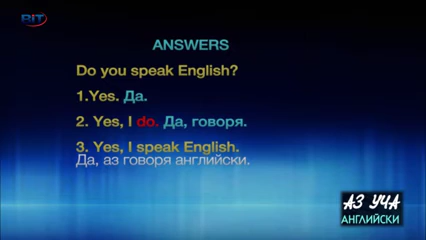 BiT
ANSWERS
Do you speak English?
1.Yes. Да.
2. Yes, I do. Да, говоря.
3. Yes, I speak English.
Да, аз говоря английски.
АЗ УЧА
АНГЛИЙСКИ